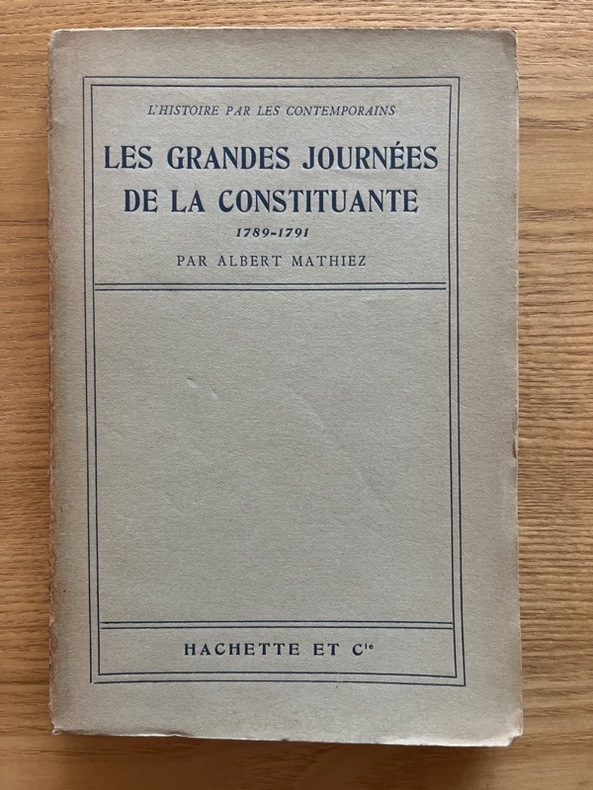 L'HISTOIRE PAR LES CONTEMPORAINS
LES GRANDES JOURNÉES
DE LA CONSTITUANTE
1789-1791
PAR ALBERT MATHIEZ
HACHETTE ET Cie